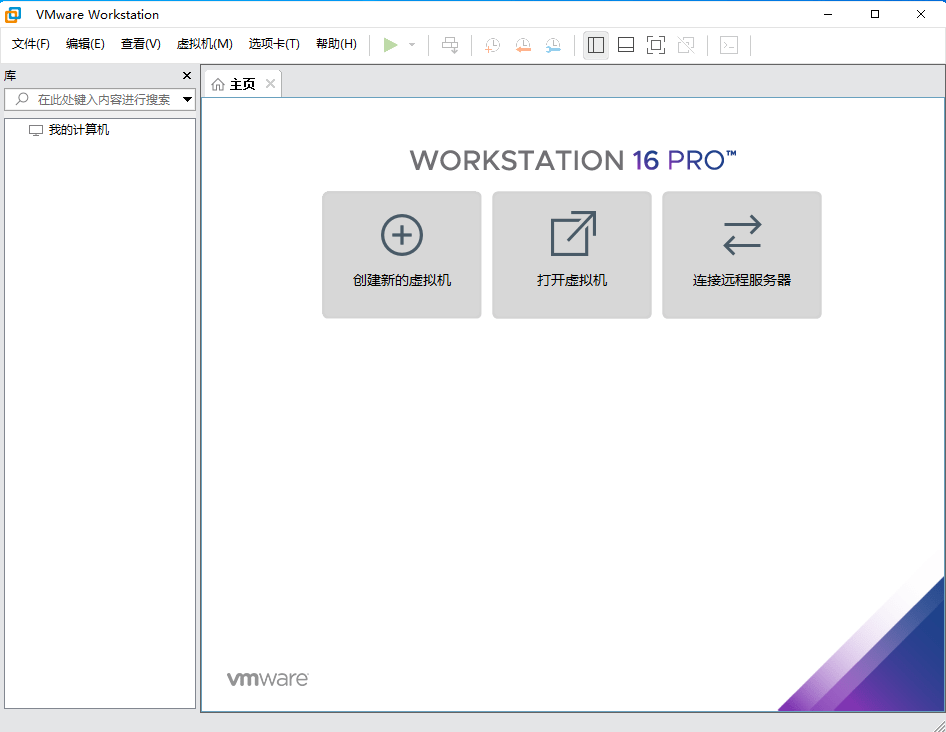 VMware Workstation
文件(F) 编辑(E) 查看(V) 虚拟机(M) 选项卡(T) 帮助(H)
库
在此处键入内容进行搜索
我的计算机
主页
WORKSTATION 16 PRO™
创建新的虚拟机
打开虚拟机
连接远程服务器
vmware